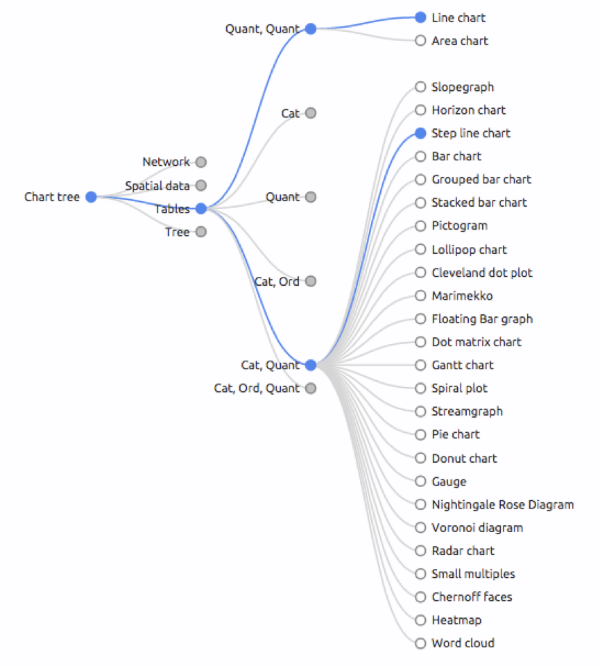 Chart tree
Network
Spatial data
Tables
Tree
Quant, Quant
Cat
Quant
Cat, Ord
Cat, Quant
Cat, Ord, Quant
Line chart
Area chart
Slopegraph
Horizon chart
Step line chart
Bar chart
Grouped bar chart
Stacked bar chart
Pictogram
Lollipop chart
Cleveland dot plot
Marimekko
Floating Bar graph
Dot matrix chart
Gantt chart
Spiral plot
Streamgraph
Pie chart
Donut chart
Gauge
Nightingale Rose Diagram
Voronoi diagram
Radar chart
Small multiples
Chernoff faces
Heatmap
Word cloud